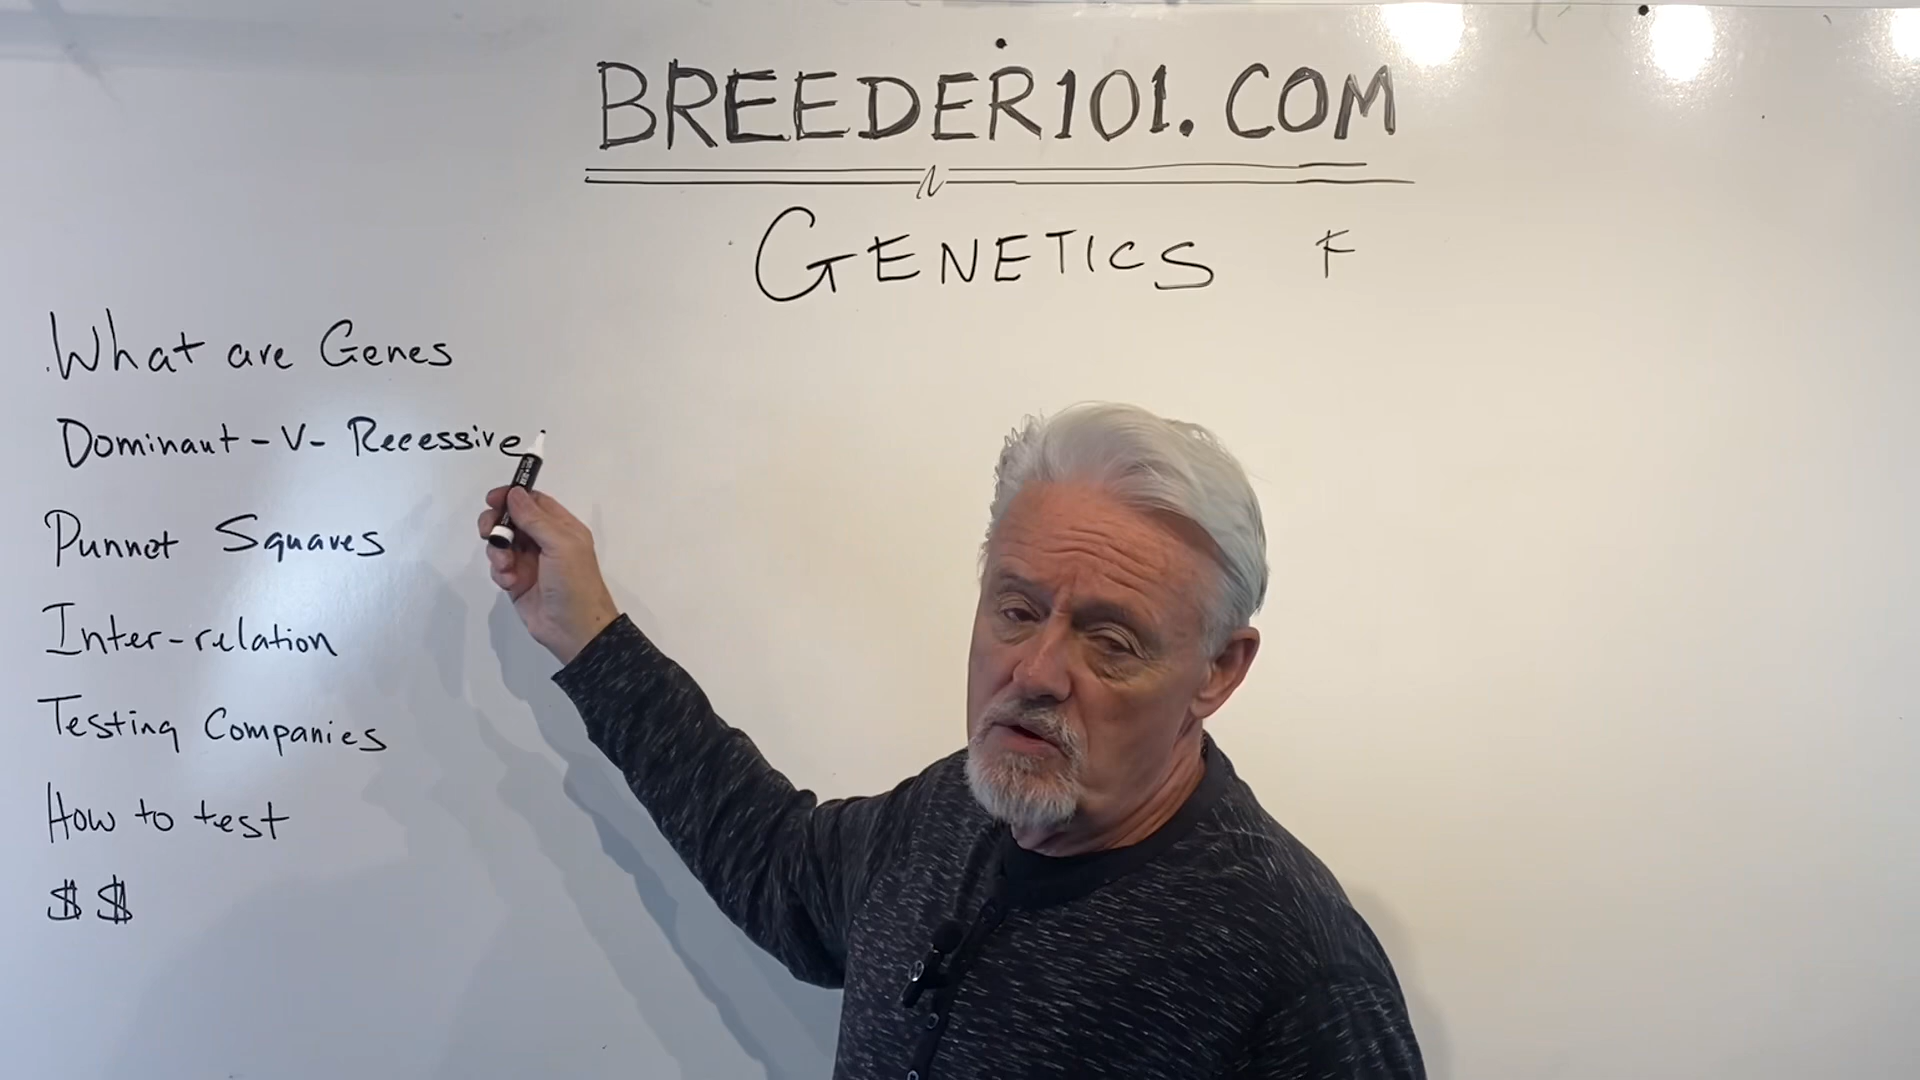 BREEDER101.COM
GENETICS F
What are Genes
Dominant-V-Recessive
Punnet Squares
Inter-relation
Testing Companies
How to test
$$